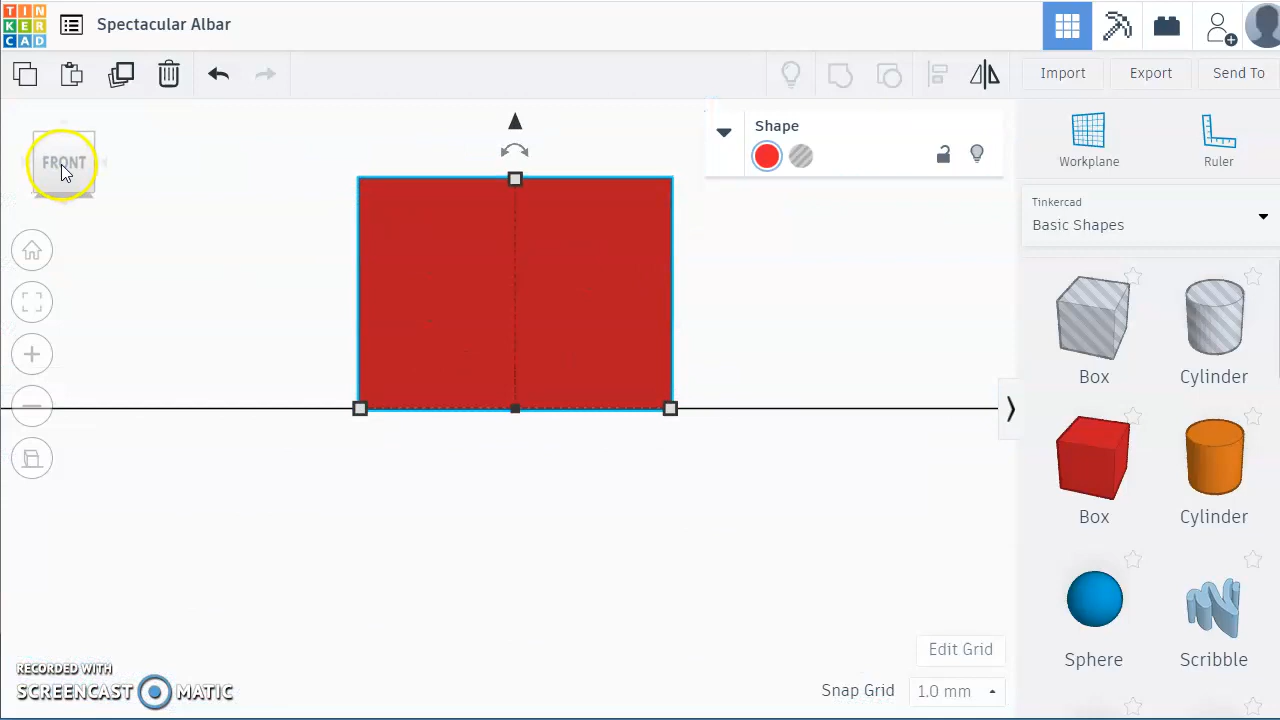 TIN
KER
CAD
Spectacular Albar
Import
Export
Send To
FRONT
Shape
Workplane
Ruler
Tinkercad
Basic Shapes
Box
Cylinder
Box
Cylinder
Sphere
Scribble
Edit Grid
Snap Grid
1.0 mm
RECORDED WITH
SCREENCAST MATIC